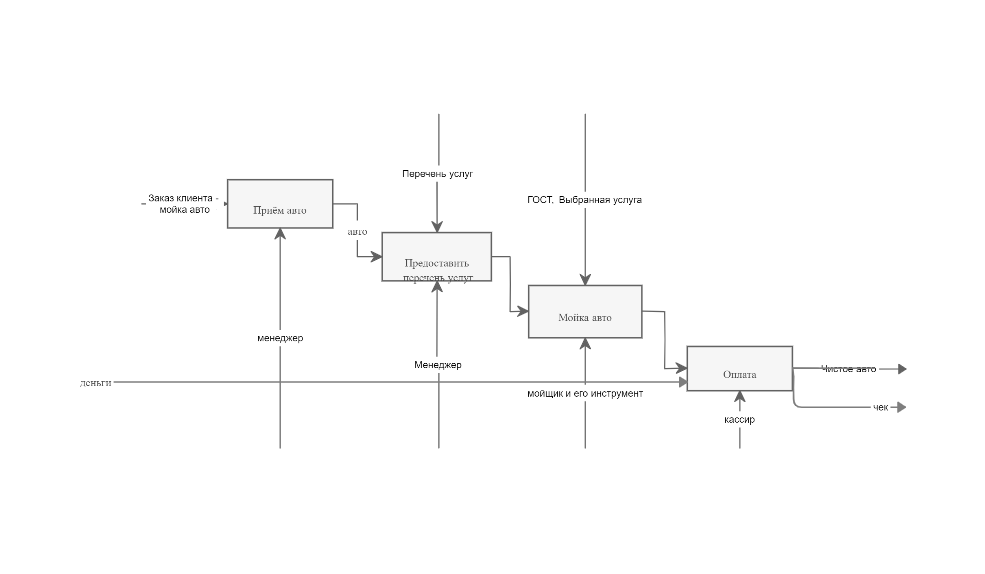 Перечень услуг
Заказ клиента -
мойка авто
ГОСТ,  Выбранная услуга
Приём авто
авто
Предоставить
перечень услуг
Мойка авто
менеджер
Менеджер
Чистое авто
Оплата
деньги
мойщик и его инструмент
чек
кассир